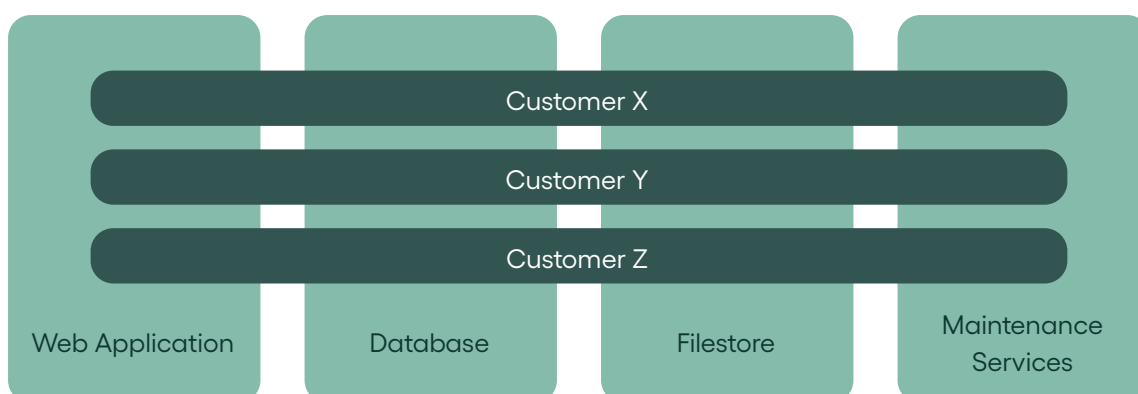 Customer X
Customer Y
Customer Z
Web Application
Database
Filestore
Maintenance
Services